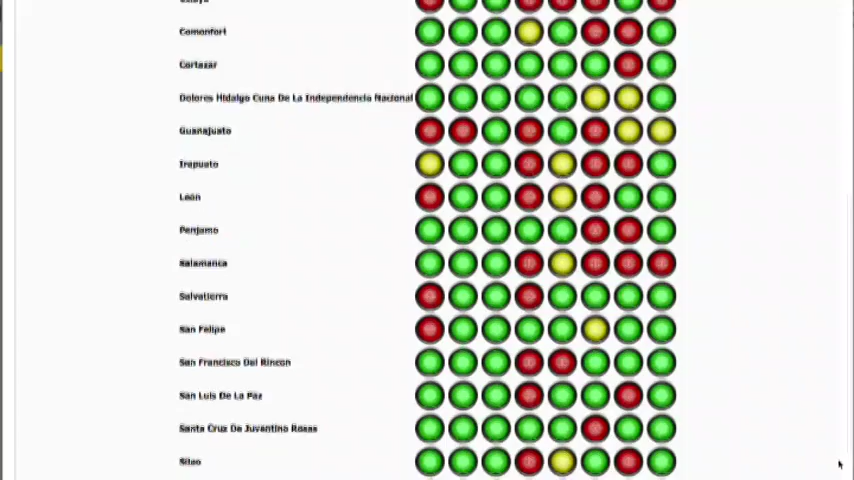 Comonfort
Cortazar
Dolores Hidalgo Cuna De La Independencia Nacional
Guanajuato
Irapuato
Leon
Penjamo
Salamanca
Salvatierra
San Felipe
San Francisco Del Rincon
San Luis De La Paz
Santa Cruz De Juventino Rosas
Silao